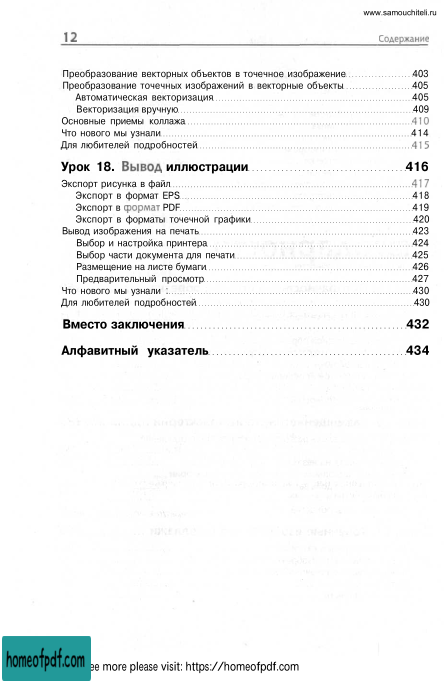 www.samouchiteli.ru
12 Содержание
Преобразование векторных объектов в точечное изображение 403
Преобразование точечных изображений в векторные объекты 405
Автоматическая векторизация 405
Векторизация вручную 409
Основные приемы коллажа 410
Что нового мы узнали 414
Для любителей подробностей 415
Урок 18. Вывод иллюстрации 416
Экспорт рисунка в файл 417
Экспорт в формат EPS 418
Экспорт в формат PDF 419
Экспорт в форматы точечной графики 420
Вывод изображения на печать 423
Выбор и настройка принтера 424
Выбор части документа для печати 425
Размещение на листе бумаги 426
Предварительный просмотр 427
Что нового мы узнали : 430
Для любителей подробностей 430
Вместо заключения 432
Алфавитный указатель 434
homeofpdf.com
ee more please visit: https://homeofpdf.com